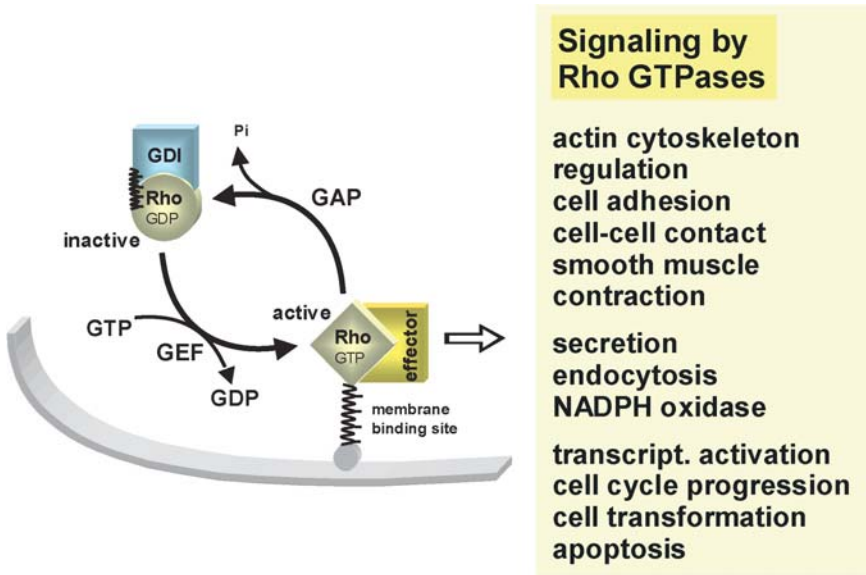 Signaling by
Rho GTPases
Pi
GDI
Rho
GDP
GAP
inactive
active
GTP
GEF
GDP
Rho
GTP
effector
membrane
binding site
actin cytoskeleton
regulation
cell adhesion
cell-cell contact
smooth muscle
contraction
secretion
endocytosis
NADPH oxidase
transcript. activation
cell cycle progression
cell transformation
apoptosis